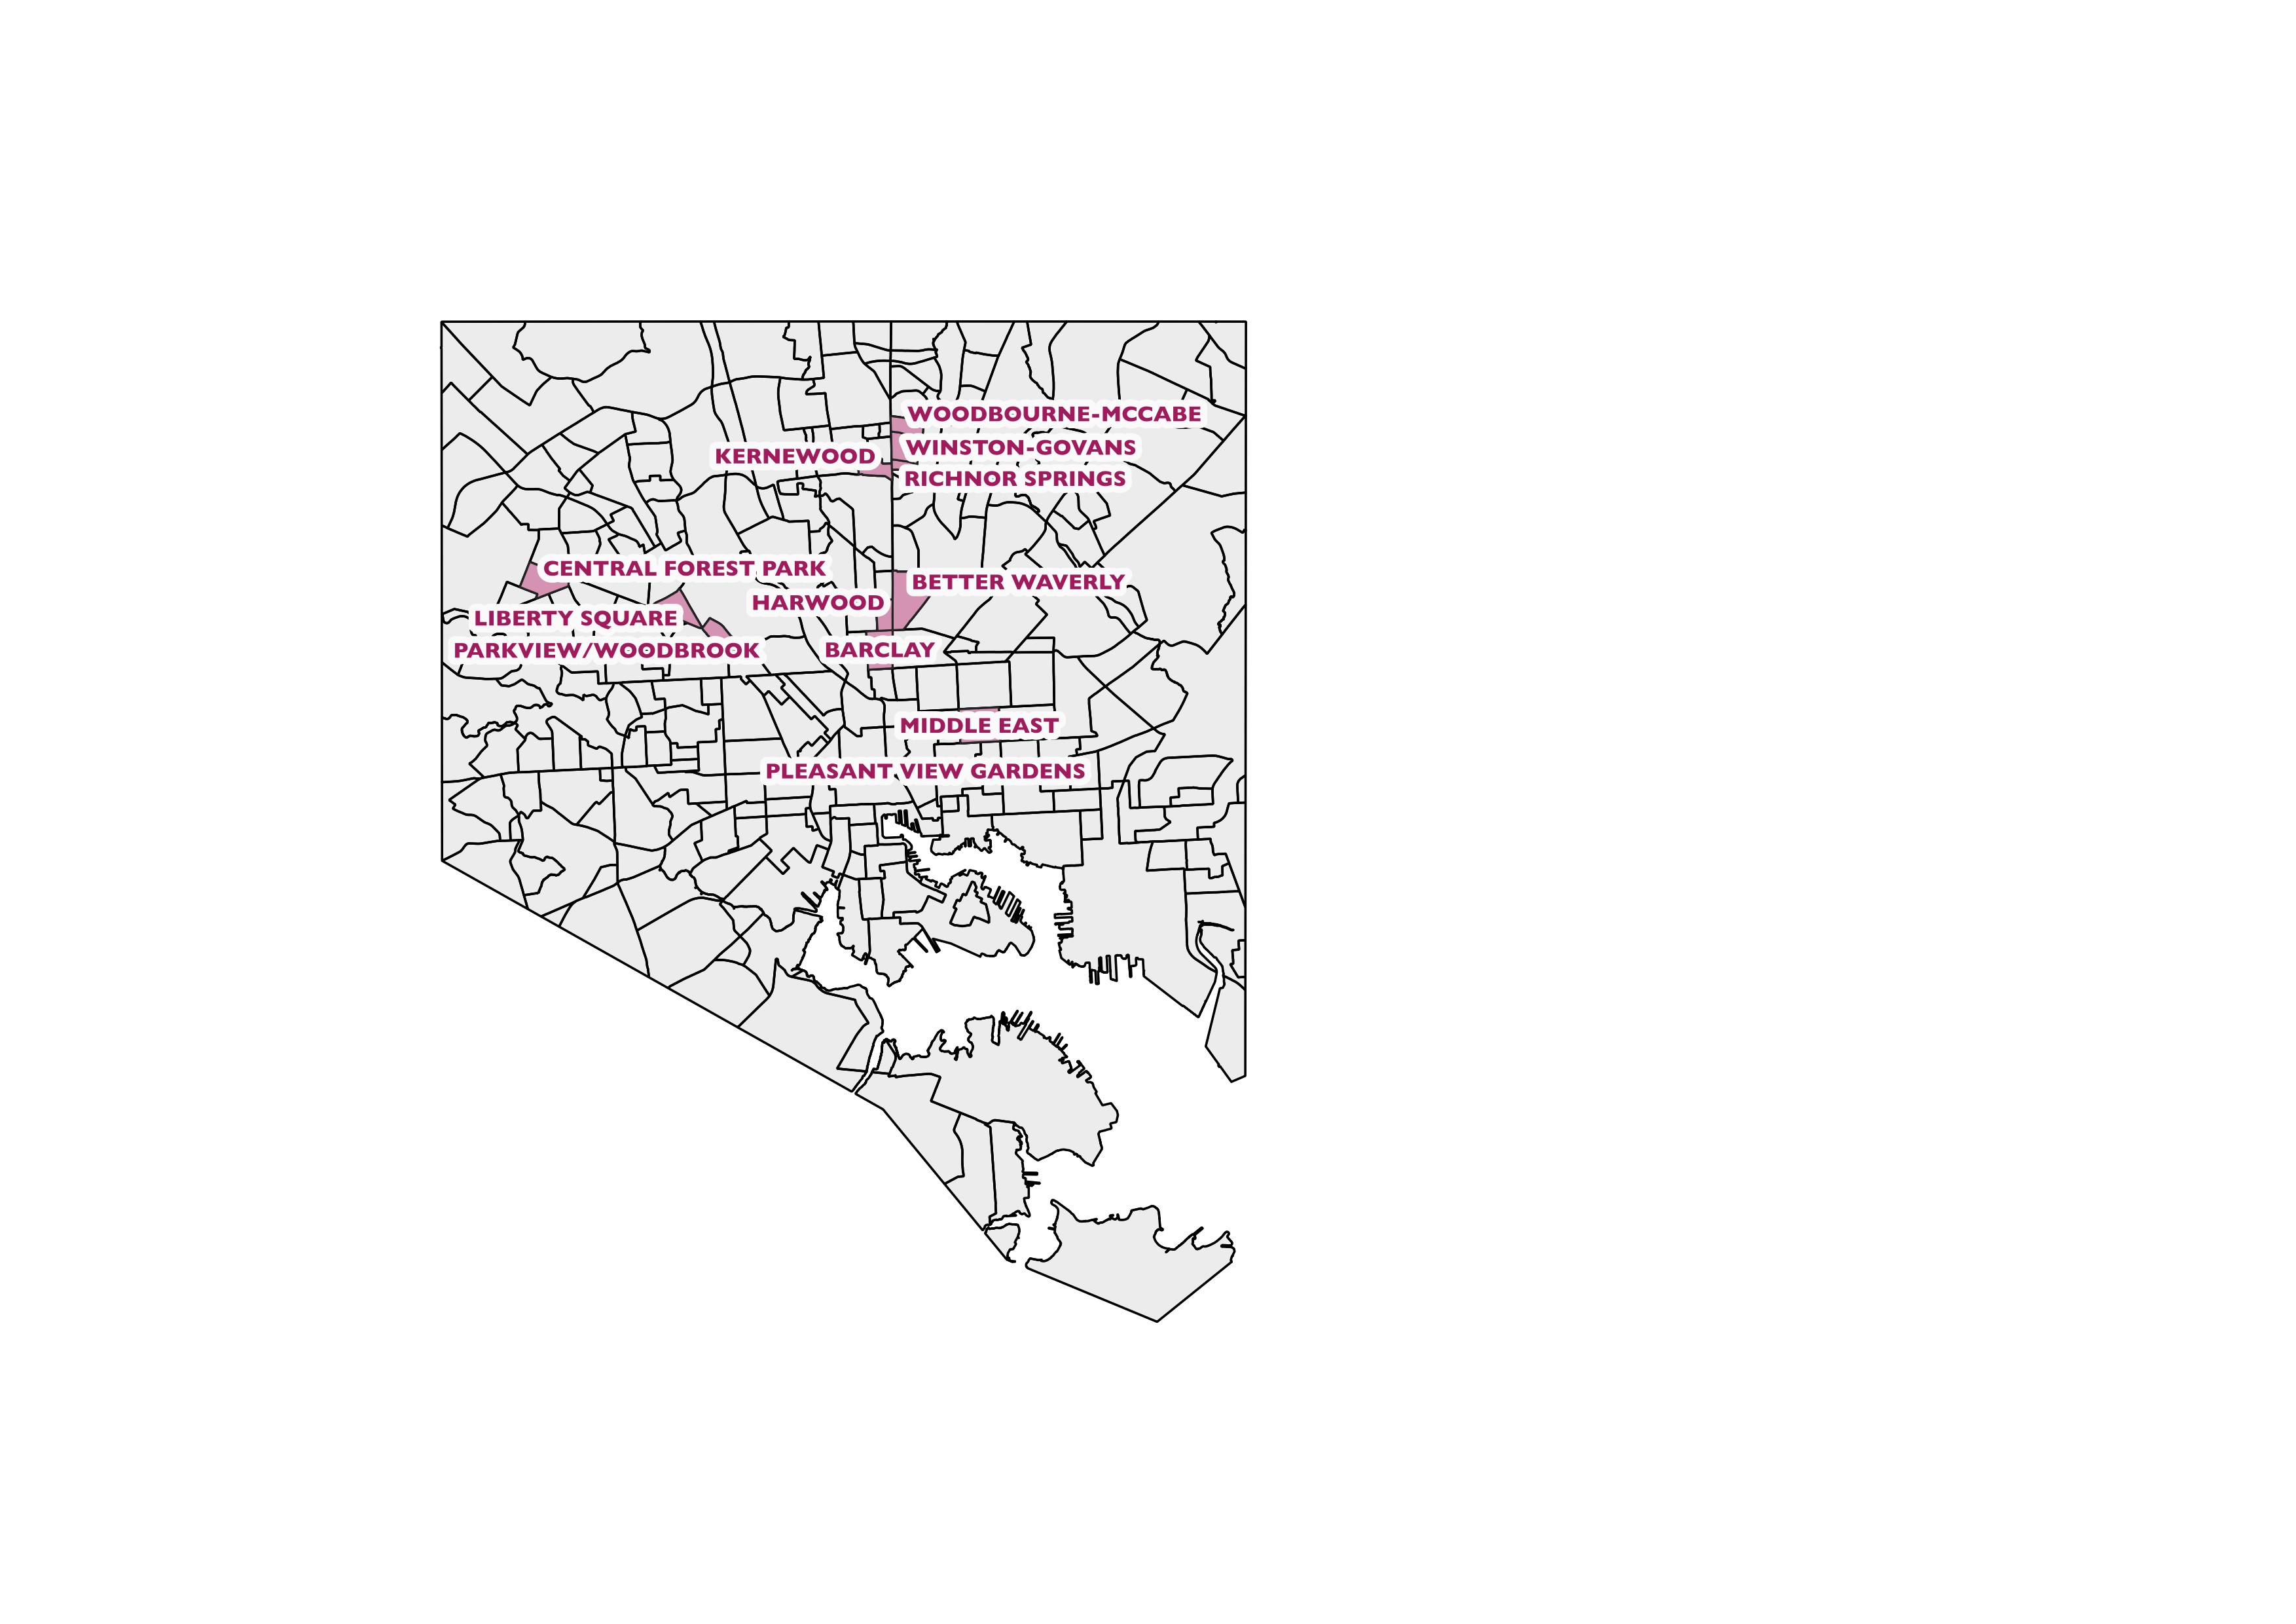 WOODBOURNE-MCCABE
WINSTON-GOVANS
KERNEWOOD
RICHNOR SPRINGS
CENTRAL FOREST PARK
BETTER WAVERLY
HARWOOD
LIBERTY SQUARE
PARKVIEW/WOODBROOK
BARCLAY
MIDDLE EAST
PLEASANT VIEW GARDENS